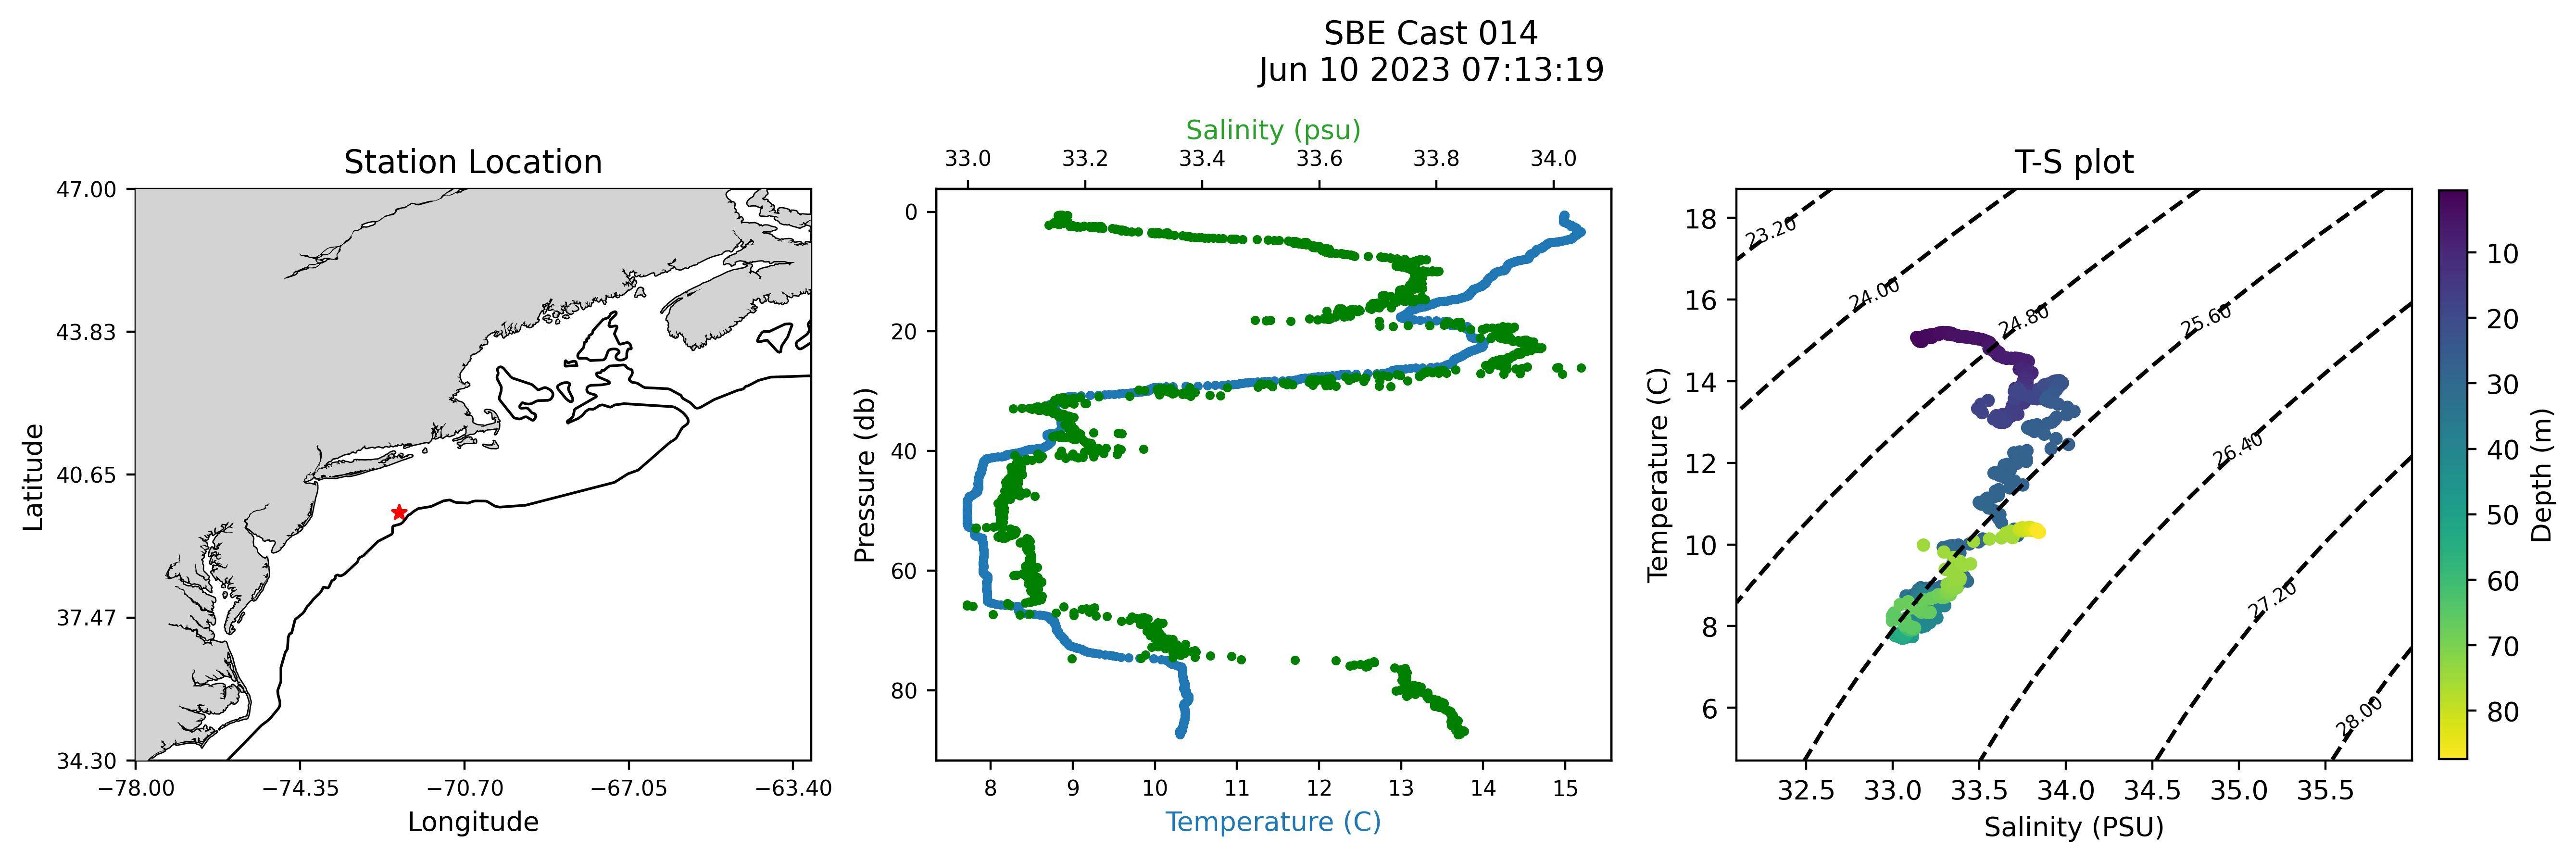 SBE Cast 014
Jun 10 2023 07:13:19
Station Location
47.00
43.83
40.65
37.47
34.30
Latitude
−78.00 −74.35 −70.70 −67.05 −63.40
Longitude
Salinity (psu)
33.0 33.2 33.4 33.6 33.8 34.0
0
20
40
60
80
Pressure (db)
8 9 10 11 12 13 14 15
Temperature (C)
T-S plot
18
16
14
12
10
8
6
Temperature (C)
23.20
24.00
24.80
25.60
26.40
27.20
28.00
32.5 33.0 33.5 34.0 34.5 35.0 35.5
Salinity (PSU)
10
20
30
40
50
60
70
80
Depth (m)